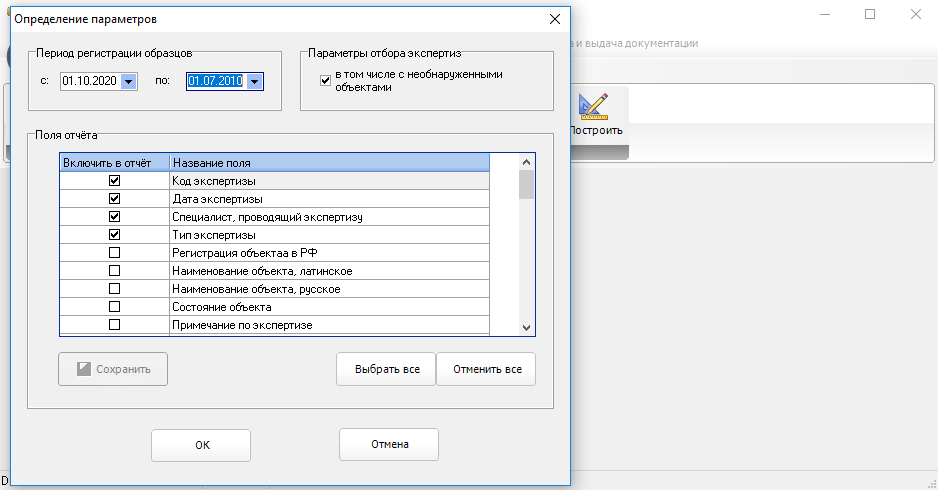 Определение параметров
Период регистрации образцов
с: 01.10.2020 по: 01.07.2010
Параметры отбора экспертиз
в том числе с необнаруженными
объектами
а и выдача документации
Построить
Поля отчёта
Включить в отчёт Название поля
Код экспертизы
Дата экспертизы
Специалист, проводящий экспертизу
Тип экспертизы
Регистрация объектаа в РФ
Наименование объекта, латинское
Наименование объекта, русское
Состояние объекта
Примечание по экспертизе
Сохранить Выбрать все Отменить все
ОК Отмена
D